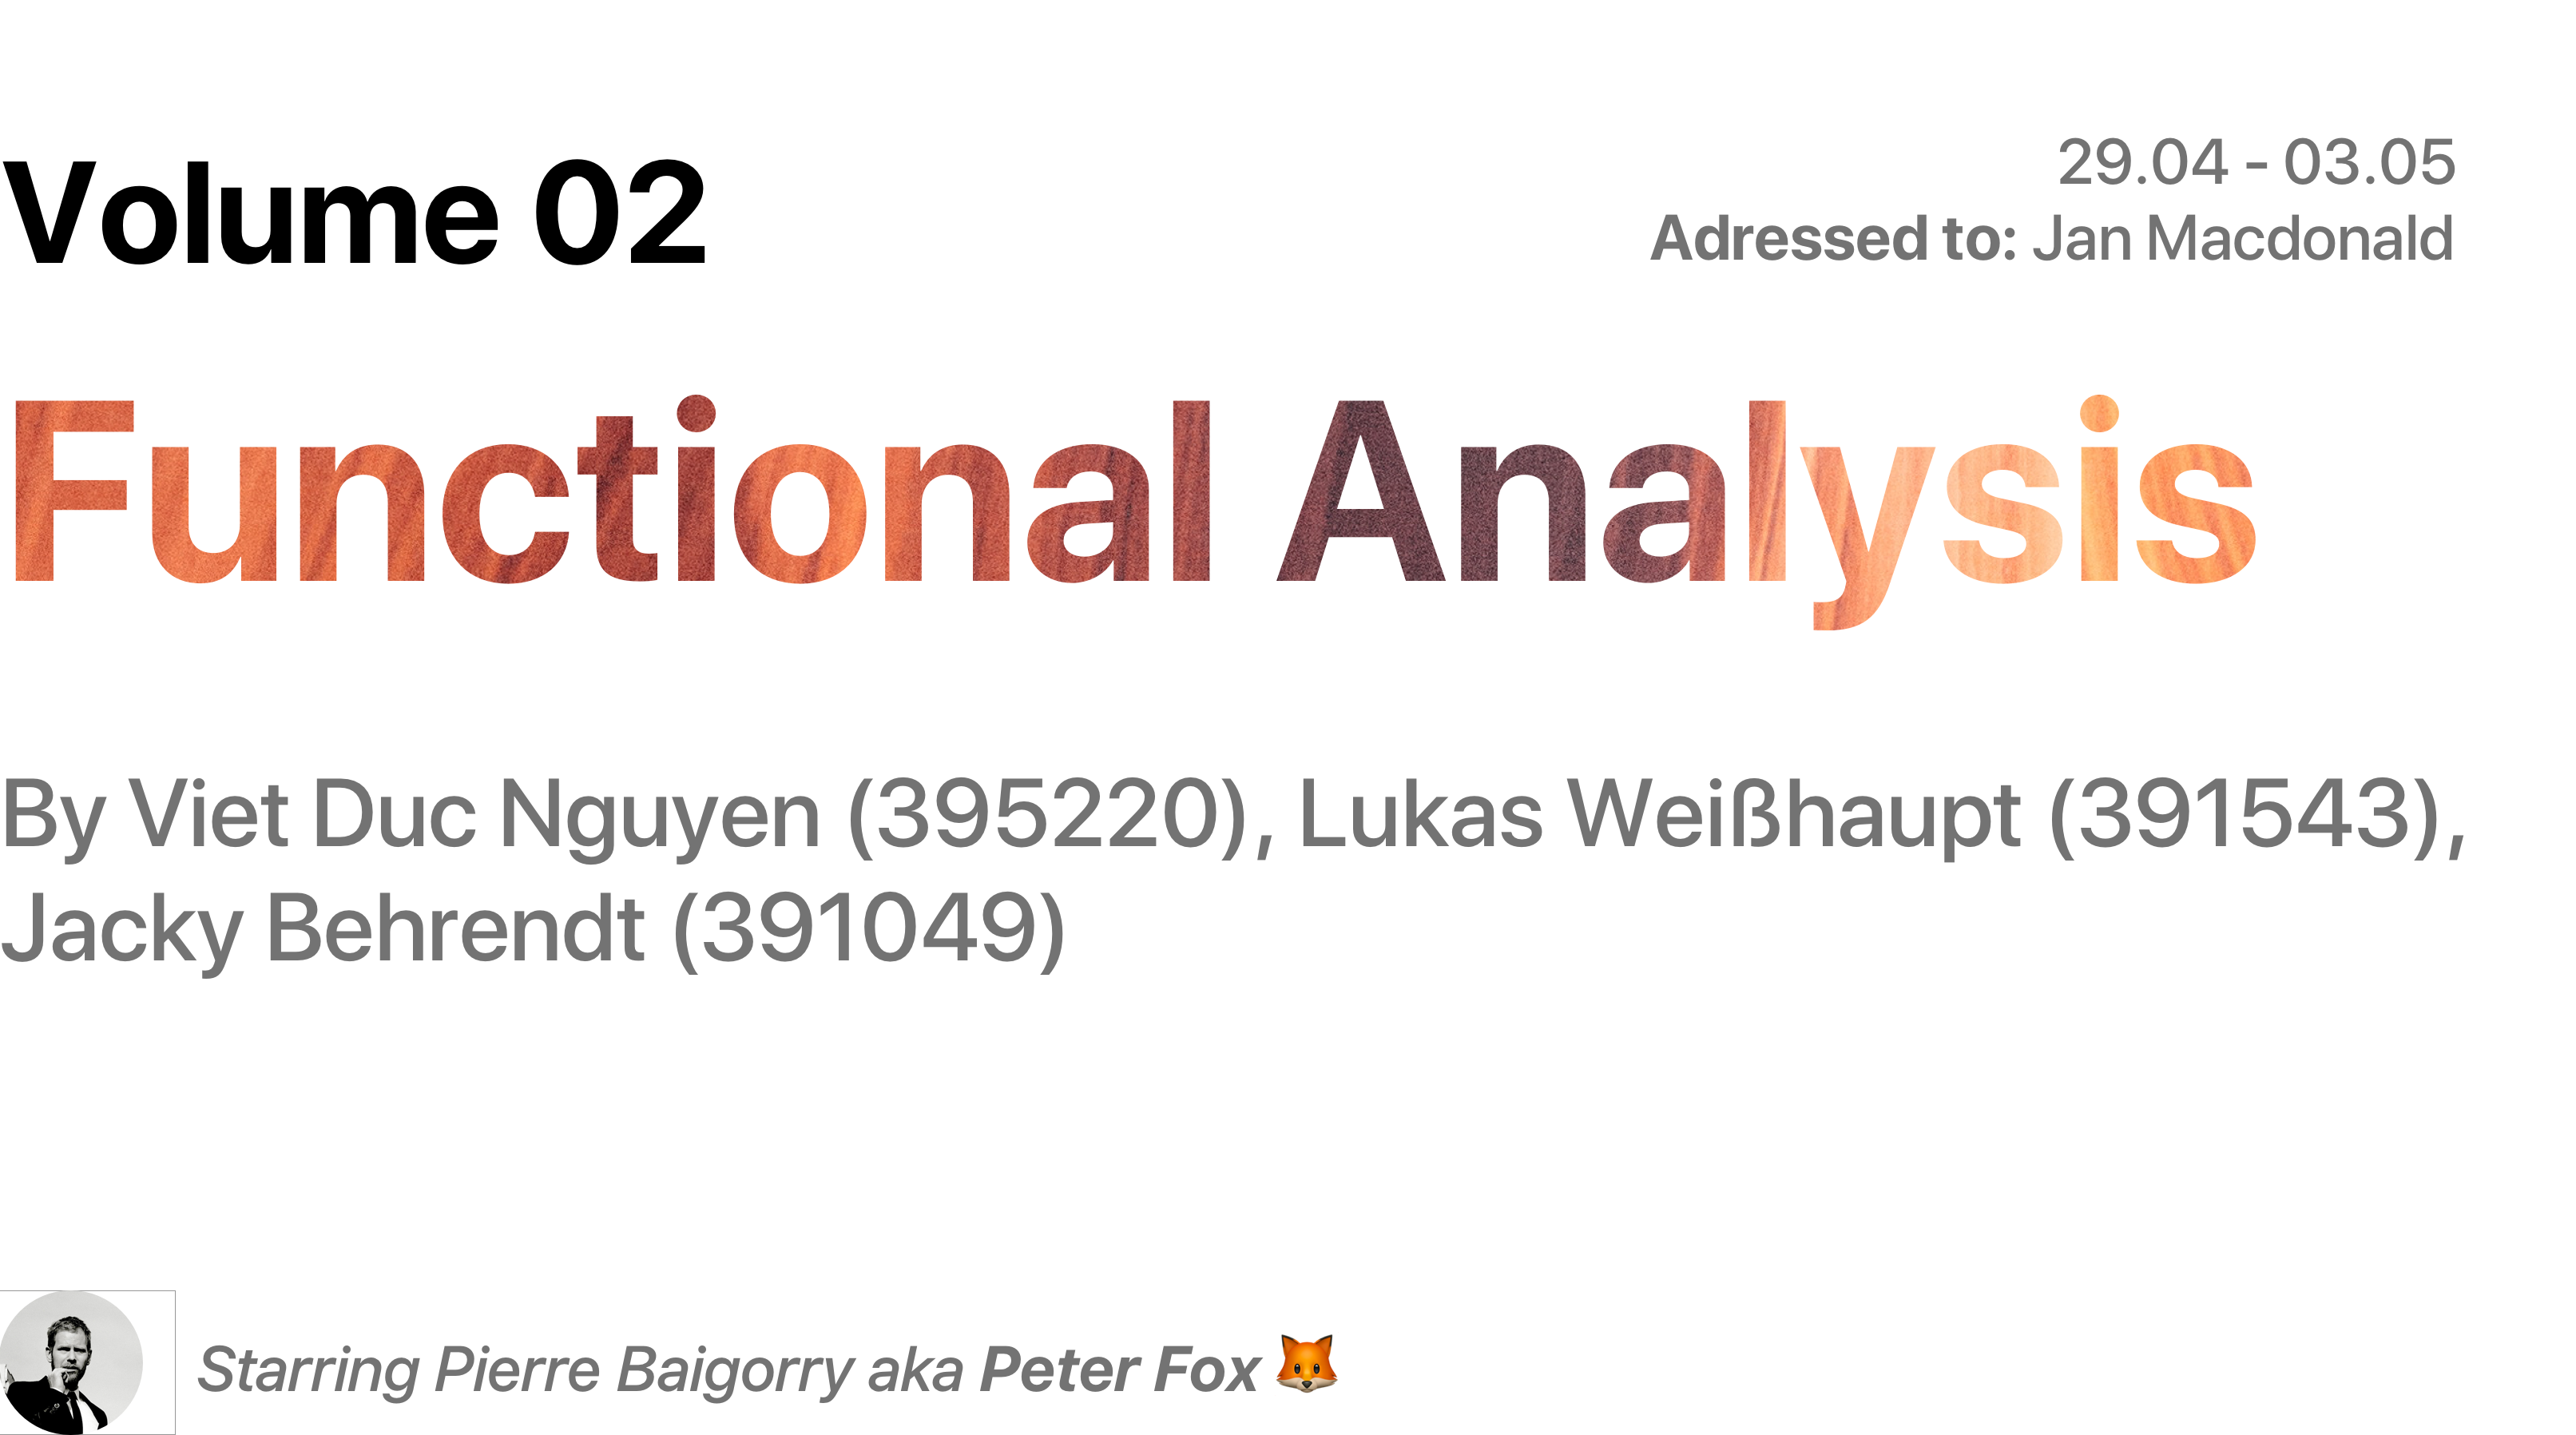 Volume 02
29.04 - 03.05
Adressed to: Jan Macdonald
Functional Analysis
By Viet Duc Nguyen (395220), Lukas Weißhaupt (391543),
Jacky Behrendt (391049)
Starring Pierre Baigorry aka Peter Fox 🦊